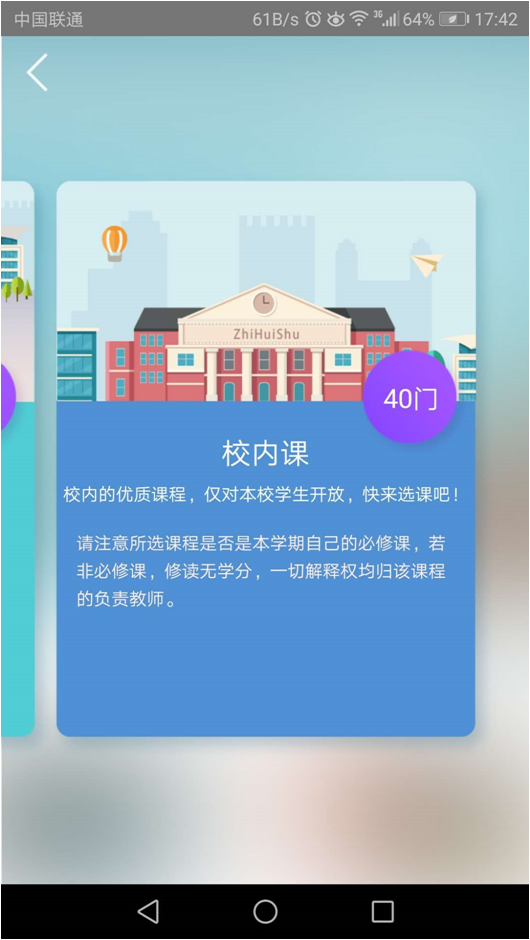 中国联通 61B/s 3G 64% 17:42
ZhiHuiShu
40门
校内课
校内的优质课程，仅对本校学生开放，快来选课吧！
请注意所选课程是否是本学期自己的必修课，若
非必修课，修读无学分，一切解释权均归该课程
的负责教师。